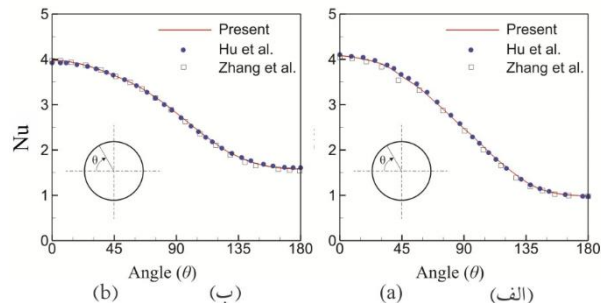 (b) (ب)
Present
Hu et al.
Zhang et al.
Nu
5
4
3
2
1
0
θ
0 45 90 135 180
Angle (θ)
(a) (الف)
Present
Hu et al.
Zhang et al.
5
4
3
2
1
0
θ
0 45 90 135 180
Angle (θ)